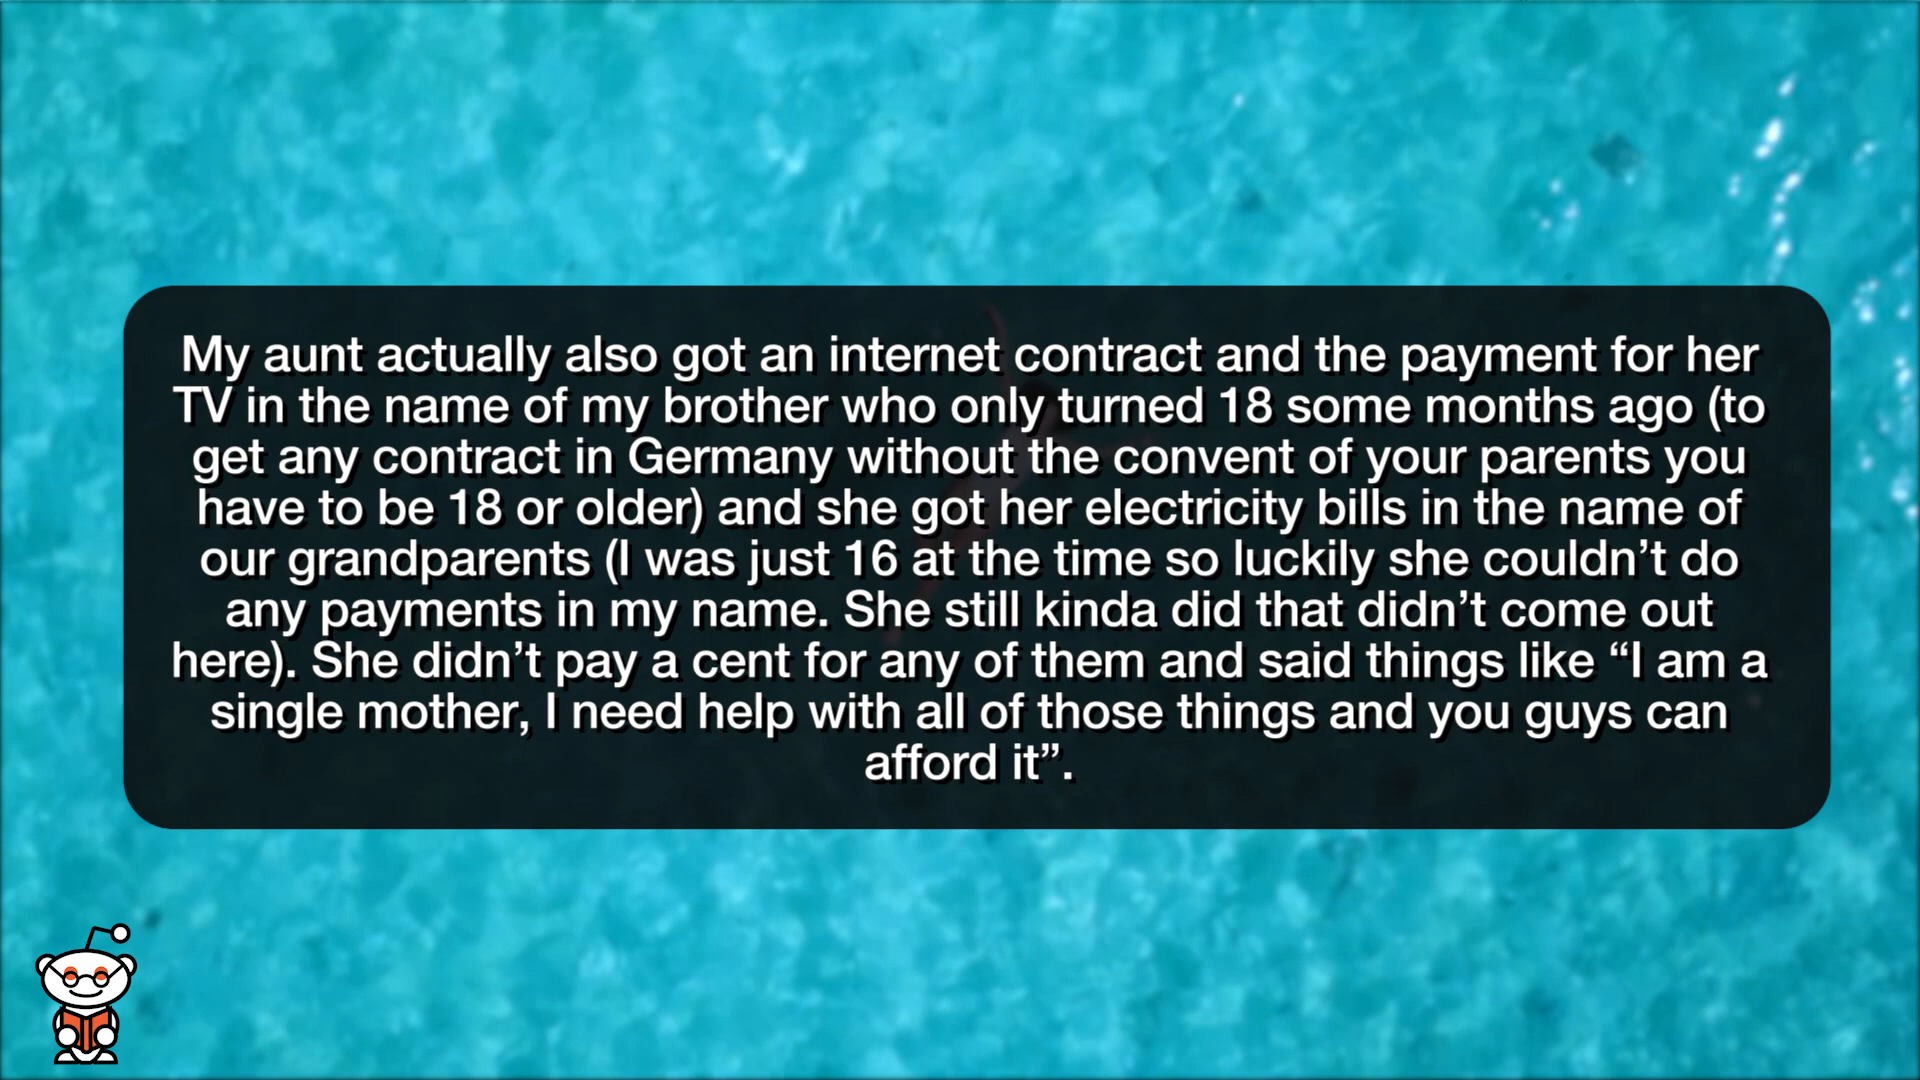 My aunt actually also got an internet contract and the payment for her
TV in the name of my brother who only turned 18 some months ago (to
get any contract in Germany without the convent of your parents you
have to be 18 or older) and she got her electricity bills in the name of
our grandparents (I was just 16 at the time so luckily she couldn’t do
any payments in my name. She still kinda did that didn’t come out
here). She didn’t pay a cent for any of them and said things like “I am a
single mother, I need help with all of those things and you guys can
afford it”.